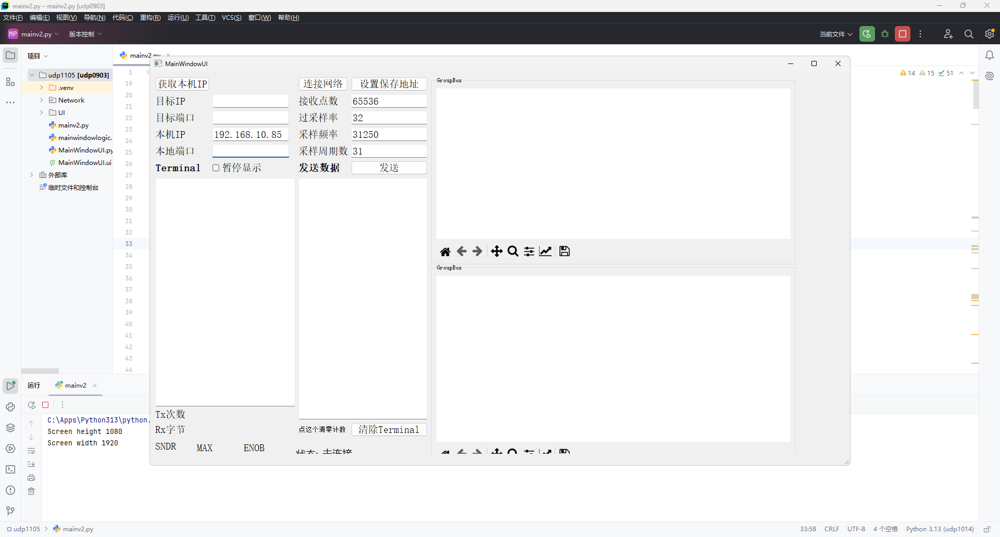 mainv2.py – mainv2.py [udp0903]
文件(F) 编辑(E) 视图(V) 导航(N) 代码(C) 重构(R) 运行(U) 工具(T) VCS(S) 窗口(W) 帮助(H)
MP mainv2.py 版本控制 当前文件
项目
mainv2.py
udp1105 [udp0903]
.venv
Network
UI
mainv2.py
mainwindowlogic.
MainWindowUI.py
MainWindowUI.ui
外部库
临时文件和控制台
1
19
20
21
22
23
24
25
26
27
28
29
30
31
32
33
34
35
36
37
38
39
40
41
42
43
44
14 15 51
MainWindowUI
获取本机IP 连接网络 设置保存地址
目标IP 接收点数 65536
目标端口 过采样率 32
本机IP 192.168.10.85 采样频率 31250
本地端口 采样周期数 31
Terminal 暂停显示 发送数据 发送
GroupBox
GroupBox
Tx次数
Rx字节 点这个清零计数 清除Terminal
SNDR MAX ENOB 状态: 未连接
运行 mainv2
C:\Apps\Python313\python.
Screen height 1080
Screen width 1920
udp1105 mainv2.py
33:58 CRLF UTF-8 4 个空格 Python 3.13 (udp1014)